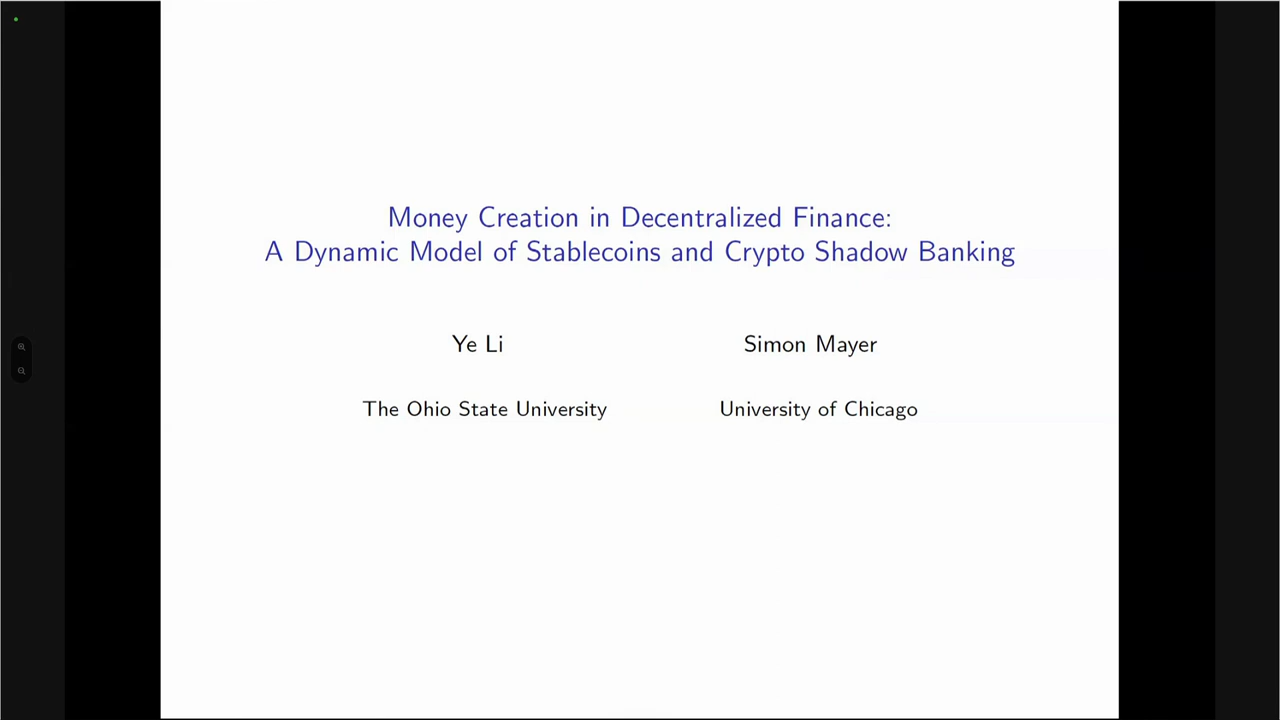 Money Creation in Decentralized Finance:
A Dynamic Model of Stablecoins and Crypto Shadow Banking
Ye Li
Simon Mayer
The Ohio State University
University of Chicago